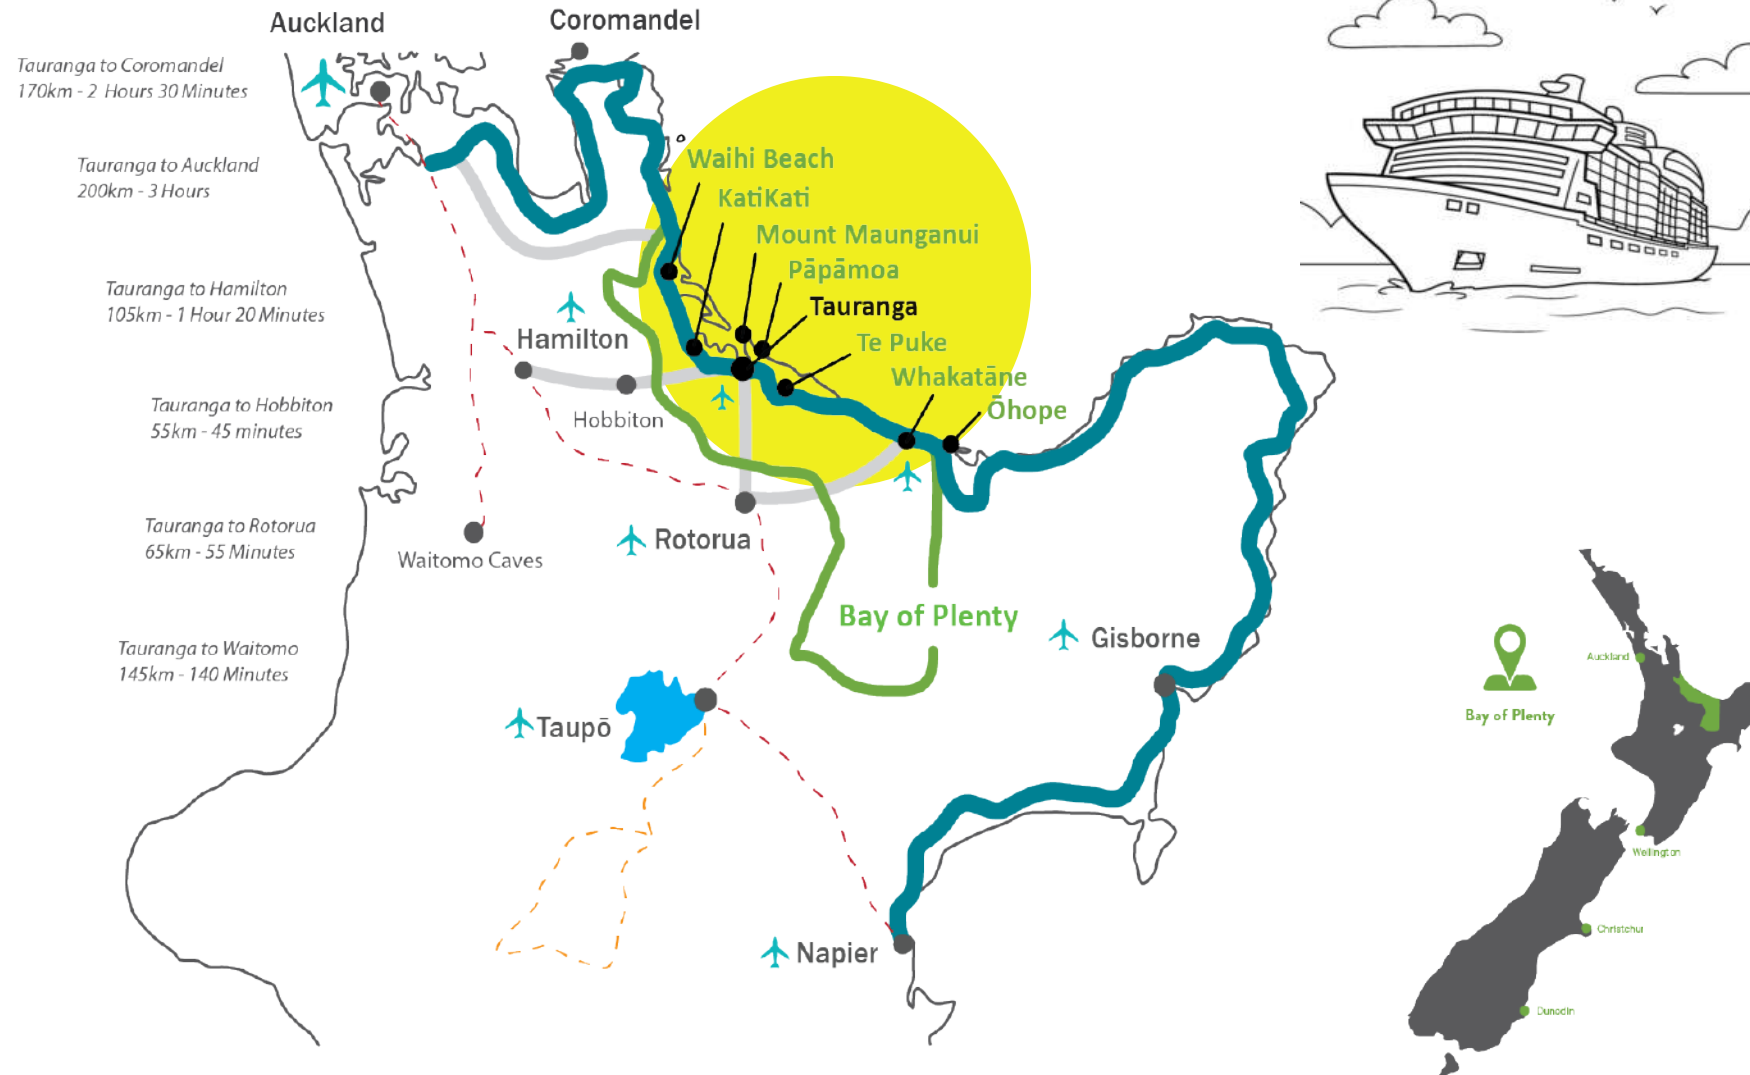 Auckland
Coromandel
Tauranga to Coromandel
170km - 2 Hours 30 Minutes
Tauranga to Auckland
200km - 3 Hours
Tauranga to Hamilton
105km - 1 Hour 20 Minutes
Tauranga to Hobbiton
55km - 45 minutes
Tauranga to Rotorua
65km - 55 Minutes
Tauranga to Waitomo
145km - 140 Minutes
Waihi Beach
KatiKati
Mount Maunganui
Pāpāmoa
Tauranga
Te Puke
Whakatāne
Ōhope
Hamilton
Hobbiton
Waitomo Caves
Rotorua
Bay of Plenty
Gisborne
Taupō
Napier
Auckland
Bay of Plenty
Wellington
Christchur
Dunedin